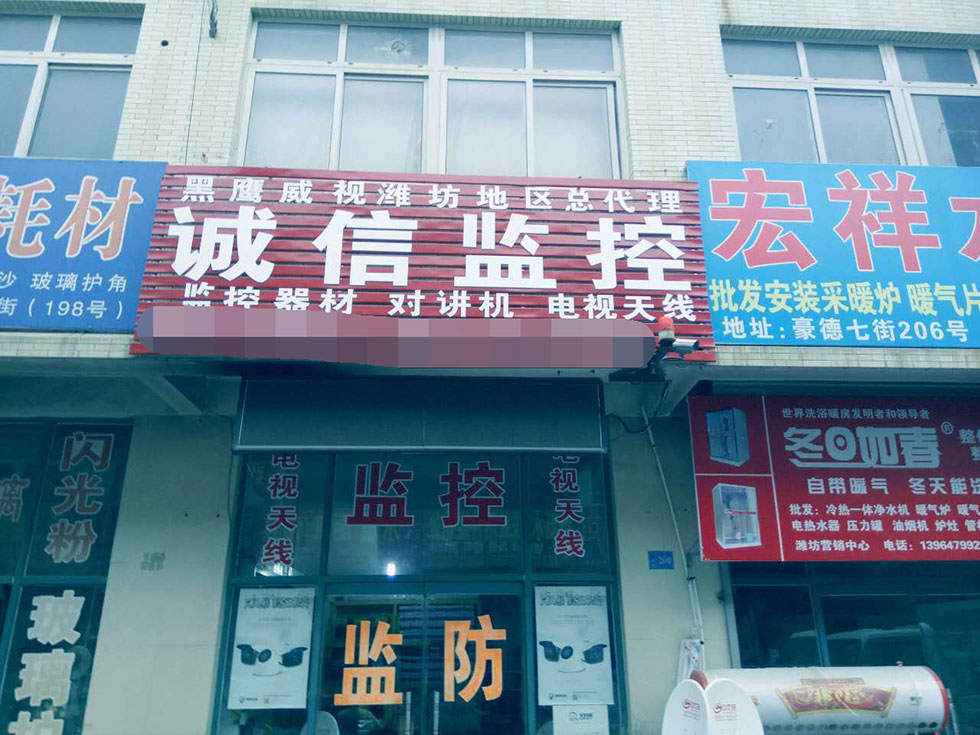 耗材
沙 玻璃护角
街（198号）
黑鹰威视潍坊地区总代理
诚信监控
监控器材 对讲机 电视天线
宏祥
批发安装采暖炉 暖气片
地址:豪德七街206号
世界洗浴暖房发明者和领导者
冬日如春®
自带暖气 冬天能洗
批发：冷热一体净水机 暖气炉 暖气
电热水器 压力罐 油烟机 炉灶
潍坊营销中心 电话：139647992
闪光粉
玻璃
电视天线
监控
电视天线
监防